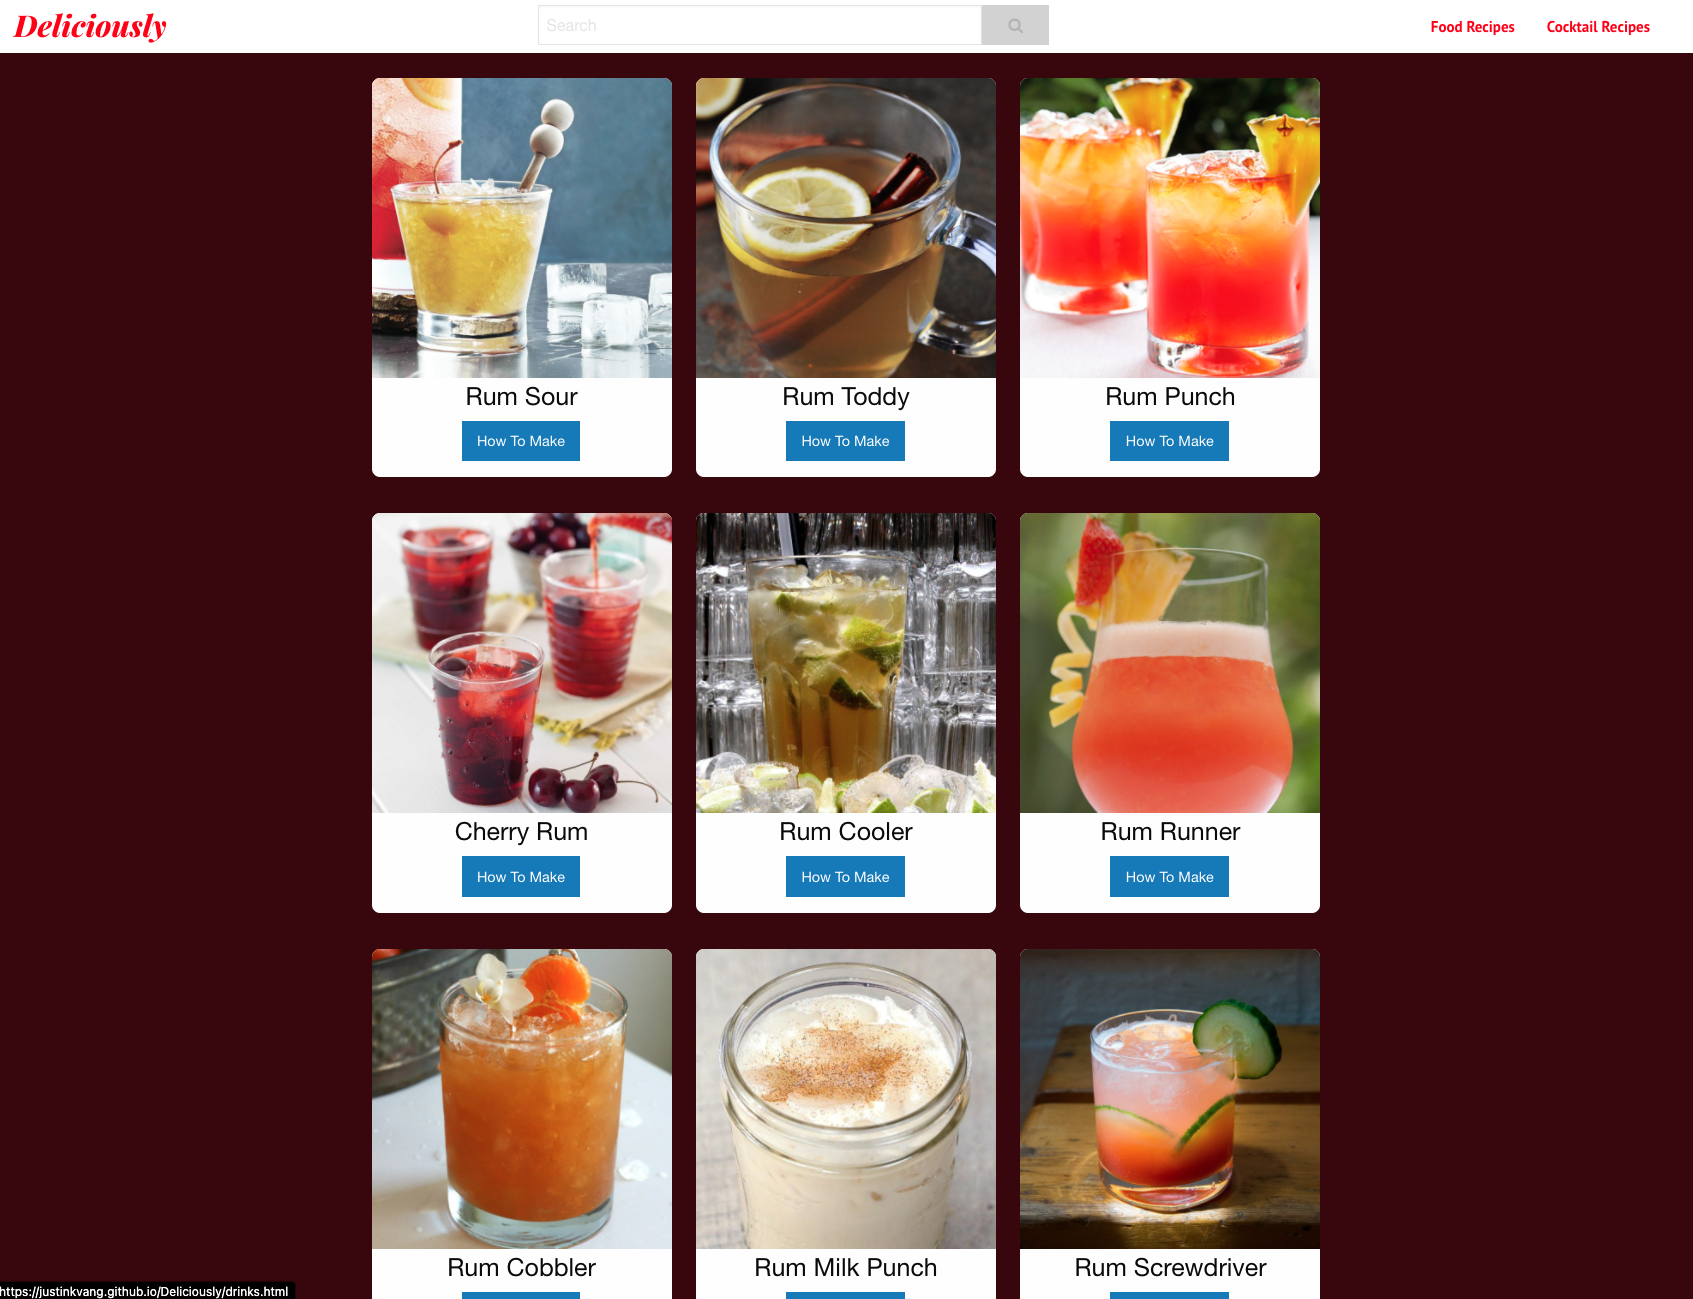 Deliciously
Search
Food Recipes
Cocktail Recipes
Rum Sour
Rum Toddy
Rum Punch
How To Make
How To Make
How To Make
Cherry Rum
Rum Cooler
Rum Runner
How To Make
How To Make
How To Make
Rum Cobbler
Rum Milk Punch
Rum Screwdriver
https://justinkvang.github.io/Deliciously/drinks.html